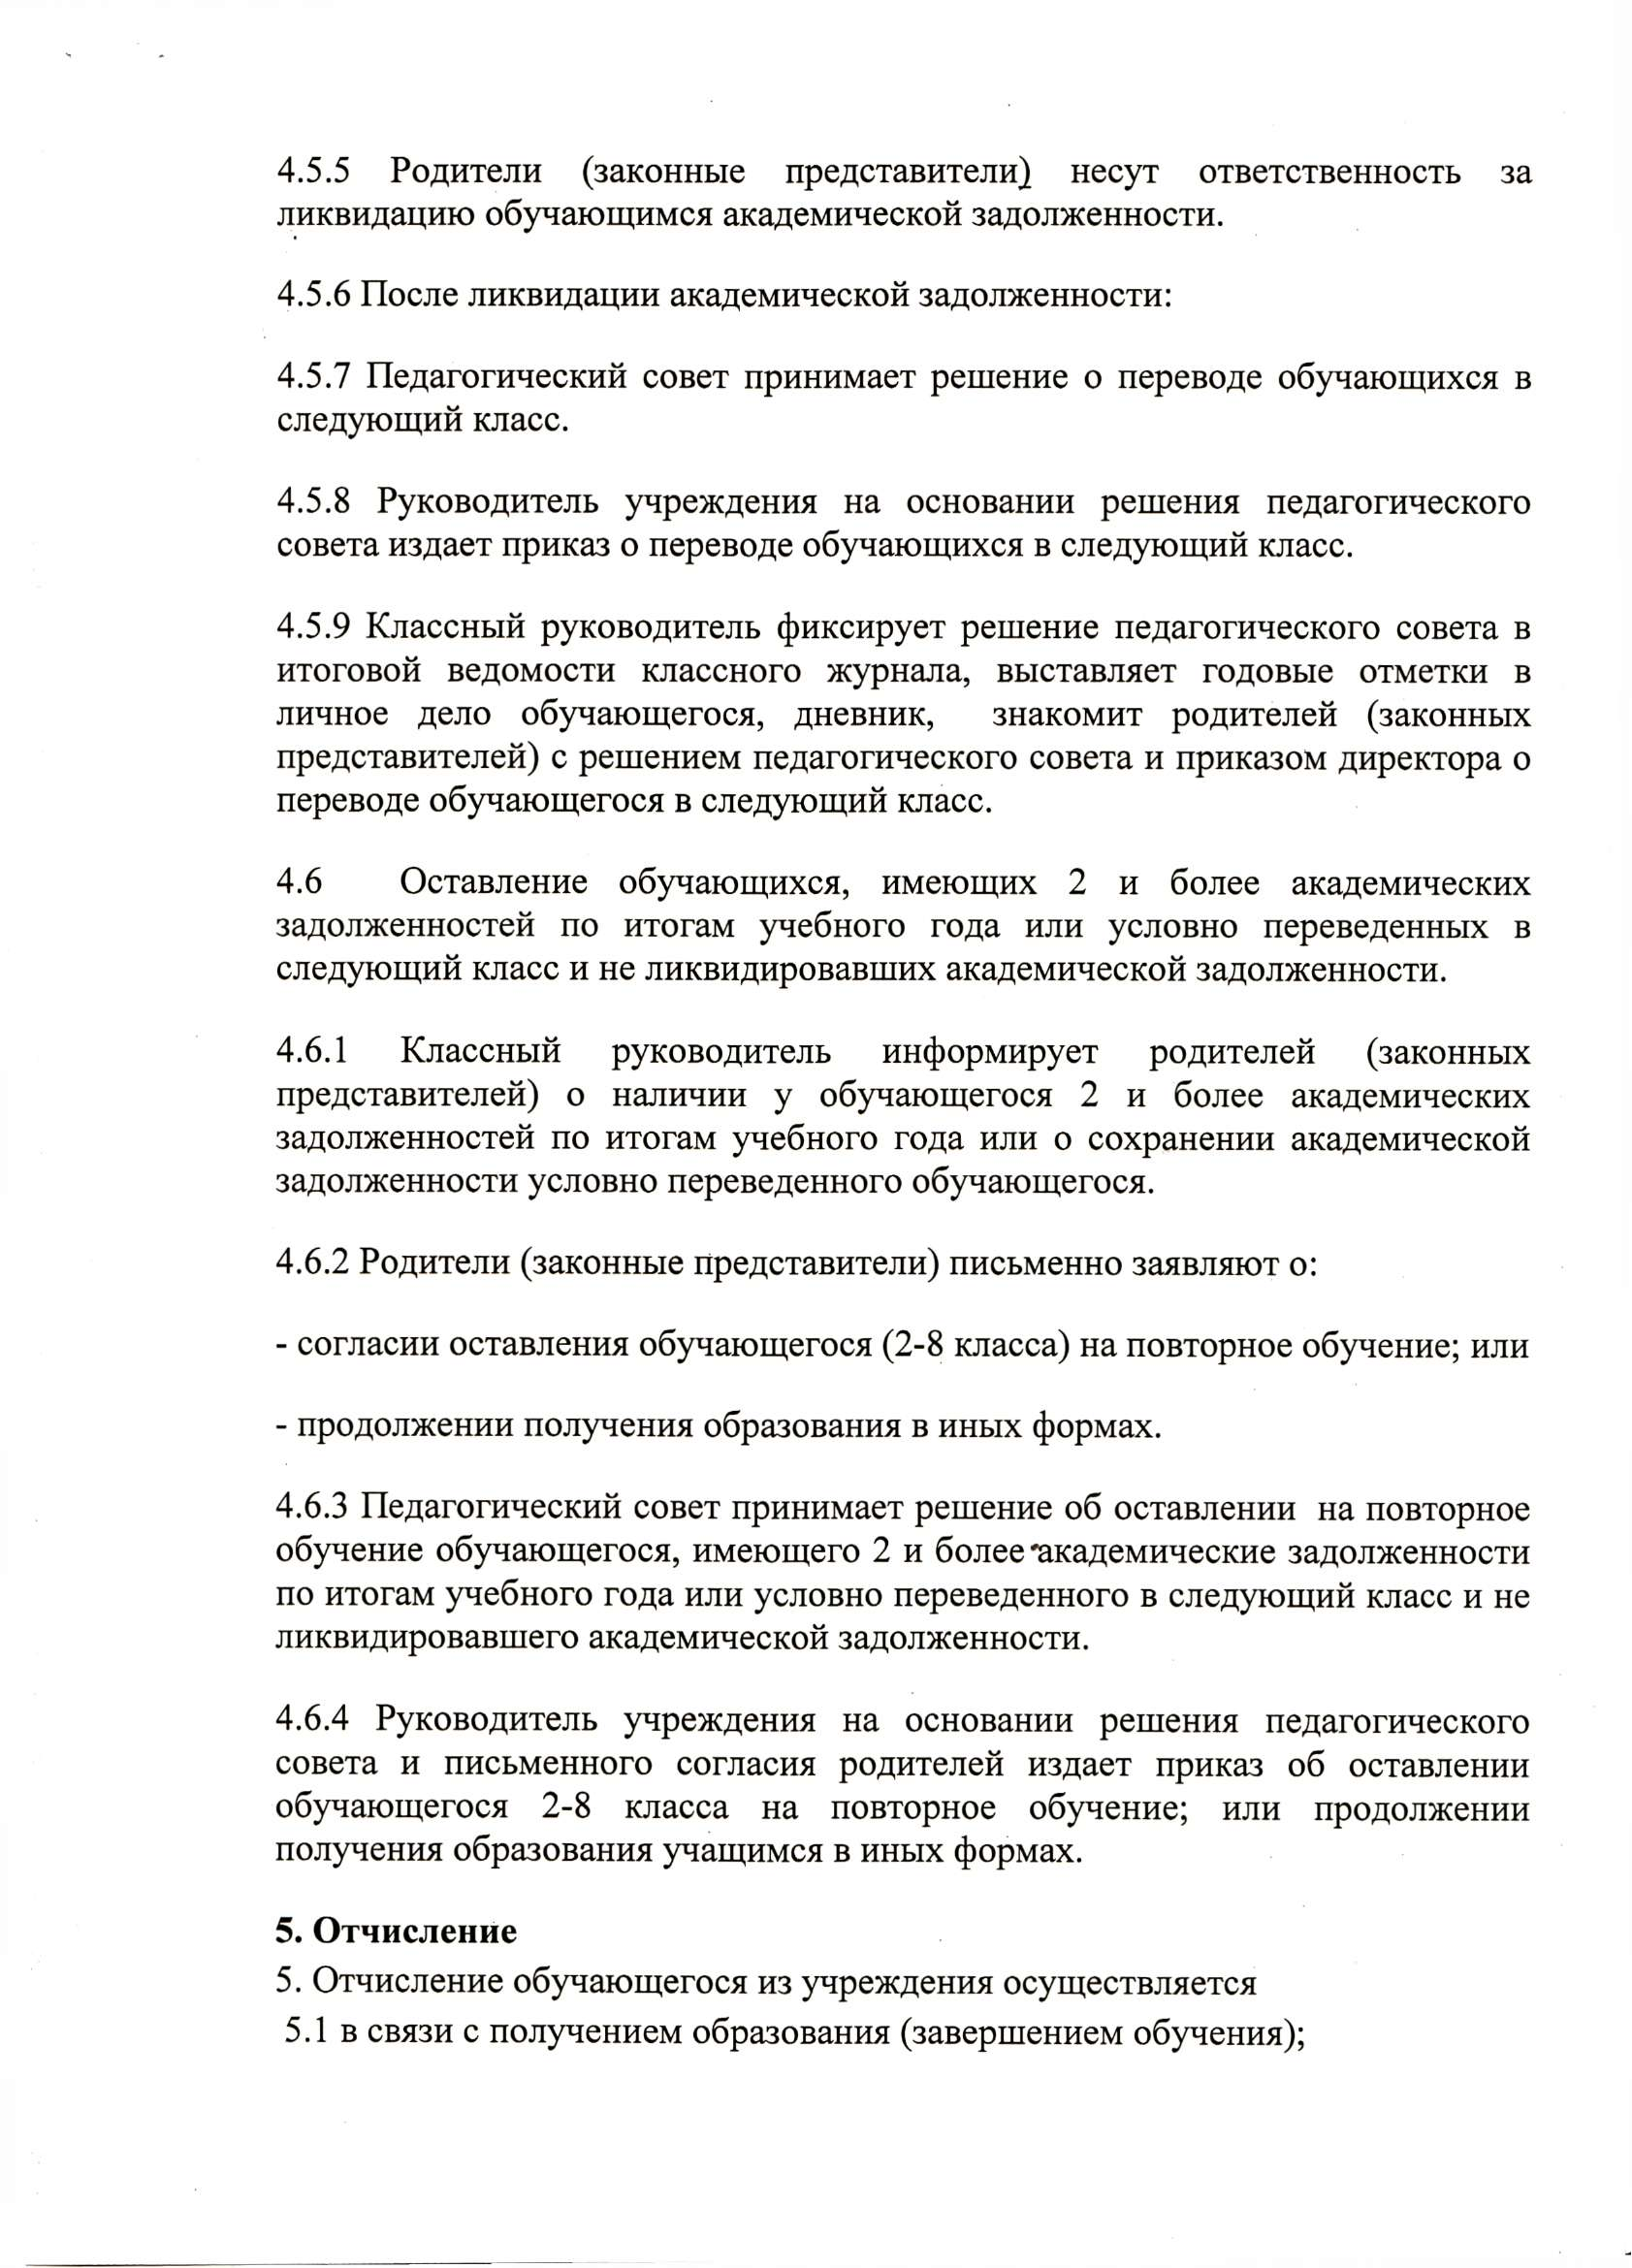 4.5.5 Родители (законные представители) несут ответственность за
ликвидацию обучающимся академической задолженности.
4.5.6 После ликвидации академической задолженности:
4.5.7 Педагогический совет принимает решение о переводе обучающихся в
следующий класс.
4.5.8 Руководитель учреждения на основании решения педагогического
совета издает приказ о переводе обучающихся в следующий класс.
4.5.9 Классный руководитель фиксирует решение педагогического совета в
итоговой ведомости классного журнала, выставляет годовые отметки в
личное дело обучающегося, дневник, знакомит родителей (законных
представителей) с решением педагогического совета и приказом директора о
переводе обучающегося в следующий класс.
4.6 Оставление обучающихся, имеющих 2 и более академических
задолженностей по итогам учебного года или условно переведенных в
следующий класс и не ликвидировавших академической задолженности.
4.6.1 Классный руководитель информирует родителей (законных
представителей) о наличии у обучающегося 2 и более академических
задолженностей по итогам учебного года или о сохранении академической
задолженности условно переведенного обучающегося.
4.6.2 Родители (законные представители) письменно заявляют о:
- согласии оставления обучающегося (2-8 класса) на повторное обучение; или
- продолжении получения образования в иных формах.
4.6.3 Педагогический совет принимает решение об оставлении на повторное
обучение обучающегося, имеющего 2 и более академические задолженности
по итогам учебного года или условно переведенного в следующий класс и не
ликвидировавшего академической задолженности.
4.6.4 Руководитель учреждения на основании решения педагогического
совета и письменного согласия родителей издает приказ об оставлении
обучающегося 2-8 класса на повторное обучение; или продолжении
получения образования учащимся в иных формах.
5. Отчисление
5. Отчисление обучающегося из учреждения осуществляется
5.1 в связи с получением образования (завершением обучения);